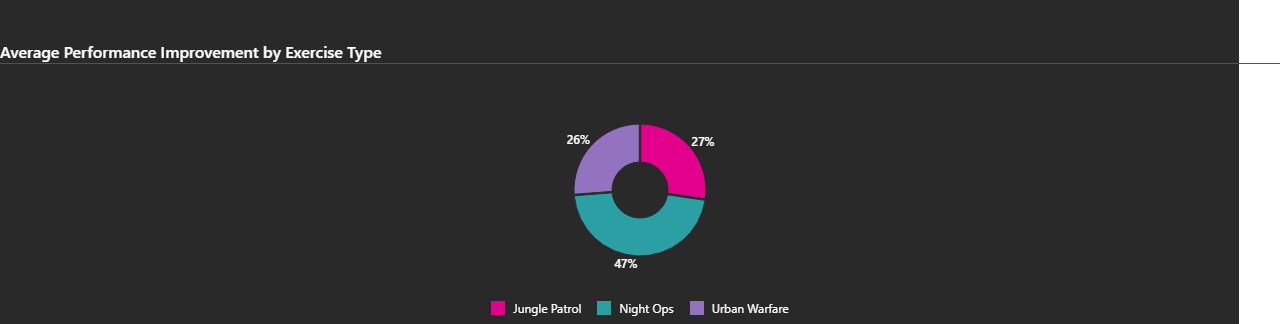 Average Performance Improvement by Exercise Type
26%
27%
47%
Jungle Patrol
Night Ops
Urban Warfare